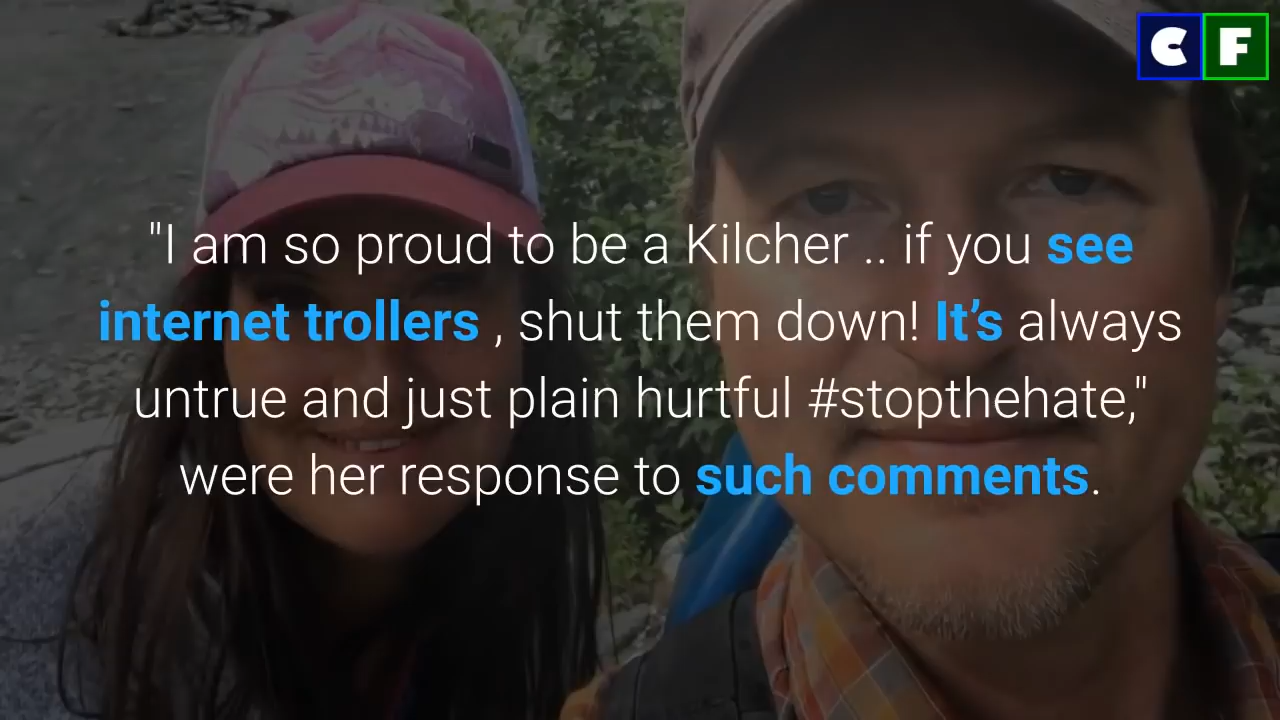 C F
"I am so proud to be a Kilcher .. if you see
internet trollers , shut them down! It’s always
untrue and just plain hurtful #stopthehate,"
were her response to such comments.